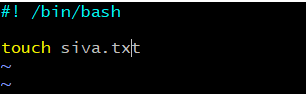 #! /bin/bash
touch siva.txt
~
~